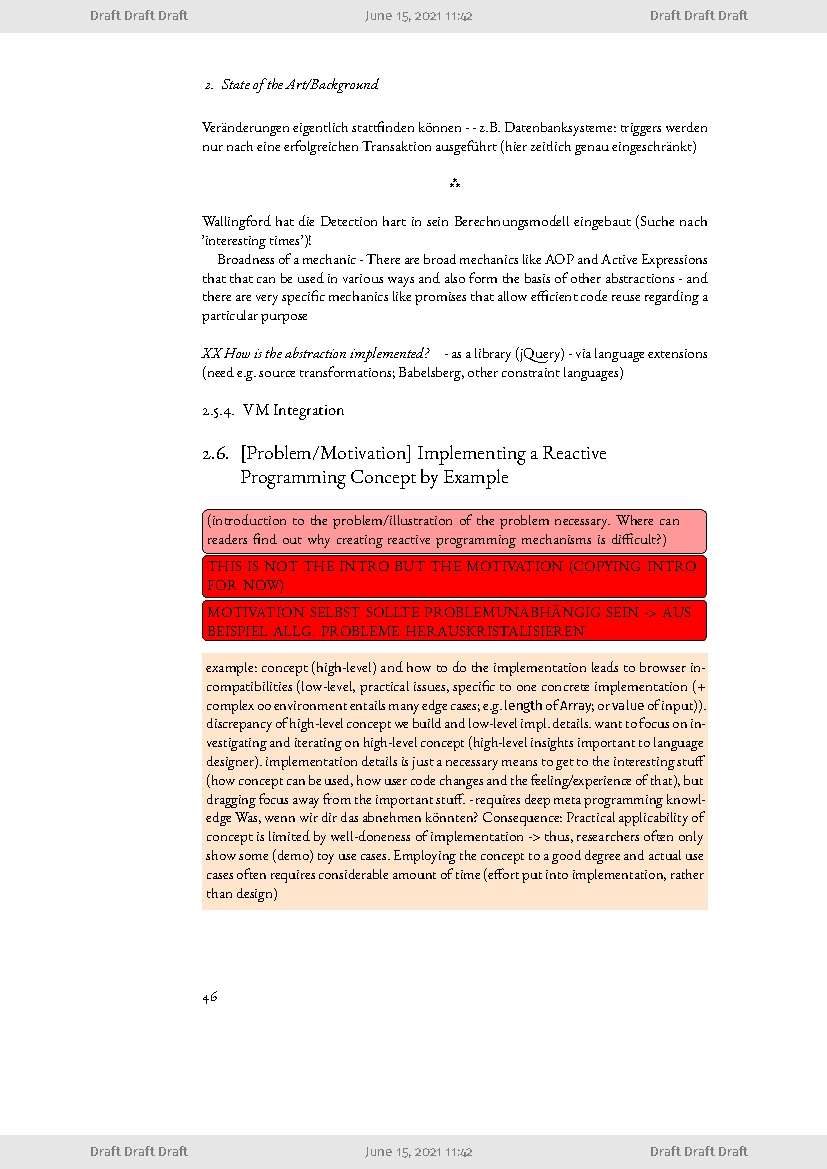 Draft Draft Draft June 15, 2021 11:42 Draft Draft Draft
2. State of the Art/Background
Veränderungen eigentlich stattfinden können - - z.B. Datenbanksysteme: triggers werden
nur nach eine erfolgreichen Transaktion ausgeführt (hier zeitlich genau eingeschränkt)
⁂
Wallingford hat die Detection hart in sein Berechnungsmodell eingebaut (Suche nach
'interesting times')!
Broadness of a mechanic - There are broad mechanics like AOP and Active Expressions
that that can be used in various ways and also form the basis of other abstractions - and
there are very specific mechanics like promises that allow efficient code reuse regarding a
particular purpose
XX How is the abstraction implemented? - as a library (jQuery) - via language extensions
(need e.g. source transformations; Babelsberg, other constraint languages)
2.5.4. VM Integration
2.6. [Problem/Motivation] Implementing a Reactive
Programming Concept by Example
(introduction to the problem/illustration of the problem necessary. Where can
readers find out why creating reactive programming mechanisms is difficult?)
THIS IS NOT THE INTRO BUT THE MOTIVATION (COPYING INTRO
FOR NOW)
MOTIVATION SELBST SOLLTE PROBLEMUNABHÄNGIG SEIN -> AUS
BEISPIEL ALLG. PROBLEME HERAUSKRISTALISIEREN
example: concept (high-level) and how to do the implementation leads to browser in-
compatibilities (low-level, practical issues, specific to one concrete implementation (+
complex oo environment entails many edge cases; e.g. length of Array; or value of input)).
discrepancy of high-level concept we build and low-level impl. details. want to focus on in-
vestigating and iterating on high-level concept (high-level insights important to language
designer). implementation details is just a necessary means to get to the interesting stuff
(how concept can be used, how user code changes and the feeling/experience of that), but
dragging focus away from the important stuff. - requires deep meta programming knowl-
edge Was, wenn wir dir das abnehmen könnten? Consequence: Practical applicability of
concept is limited by well-doneness of implementation -> thus, researchers often only
show some (demo) toy use cases. Employing the concept to a good degree and actual use
cases often requires considerable amount of time (effort put into implementation, rather
than design)
46
Draft Draft Draft June 15, 2021 11:42 Draft Draft Draft